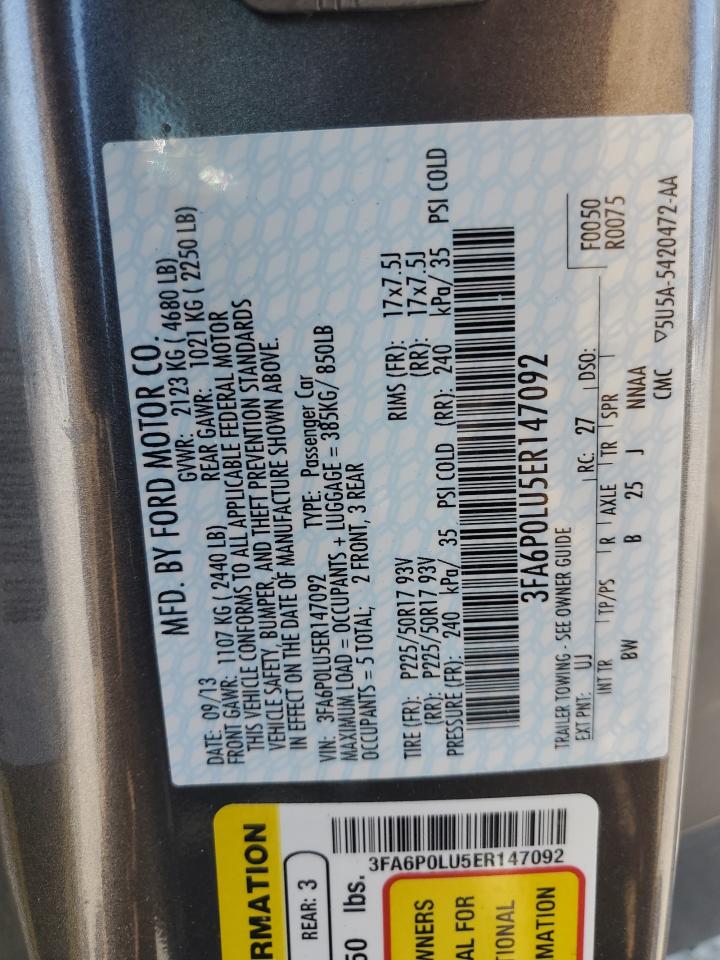 MFD. BY FORD MOTOR CO.
DATE: 09/13 GVWR: 2123 KG ( 4680 LB)
FRONT GAWR: 1107 KG ( 2440 LB) REAR GAWR: 1021 KG ( 2250 LB)
THIS VEHICLE CONFORMS TO ALL APPLICABLE FEDERAL MOTOR
VEHICLE SAFETY, BUMPER, AND THEFT PREVENTION STANDARDS
IN EFFECT ON THE DATE OF MANUFACTURE SHOWN ABOVE.
VIN: 3FA6P0LU5ER147092 TYPE: Passenger Car
MAXIMUM LOAD = OCCUPANTS + LUGGAGE = 385KG/ 850LB
OCCUPANTS = 5 TOTAL; 2 FRONT, 3 REAR
TIRE (FR): P225/50R17 93V RIMS (FR): 17x7.5J
(RR): P225/50R17 93V (RR): 17x7.5J
PRESSURE (FR): 240 kPa/ 35 PSI COLD (RR): 240 kPa/ 35 PSI COLD
3FA6P0LU5ER147092
TRAILER TOWING - SEE OWNER GUIDE
F0050
R0075
EXT PNT: UJ RC: 27 DSO:
INT TR TP/PS R AXLE TR SPR
BW B 25 J NNAA
CMC ▽5U5A-5420472-AA
RMATION
REAR: 3
50 lbs.
3FA6P0LU5ER147092
WNERS
AL FOR
TIONAL
MATION